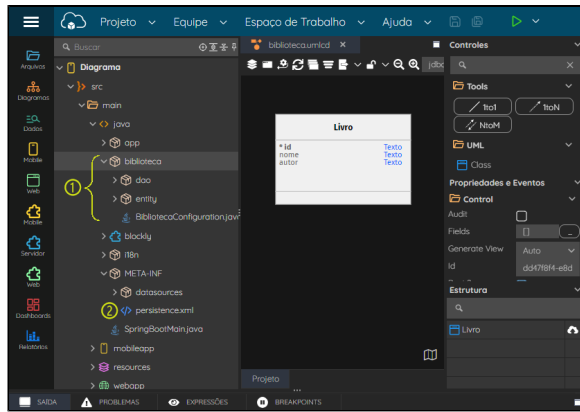 Projeto Equipe Espaço de Trabalho Ajuda
Arquivos
Diagramas
Dados
Mobile
Web
Mobile
Servidor
Web
Dashboards
Relatórios
Buscar
Diagrama
src
main
java
app
biblioteca
1
dao
entity
BibliotecaConfiguration.jav
blockly
i18n
META-INF
datasources
2 persistence.xml
SpringBootMain.java
mobileapp
resources
webapp
biblioteca.umlcd
jdbc
Livro
* id Texto
nome Texto
autor Texto
Projeto
Controles
Tools
1to1 1toN
NtoM
UML
Class
Propriedades e Eventos
Control
Audit
Fields []
Generate View Auto
Id dd47f8f4-e8d
Estrutura
Livro
SAÍDA PROBLEMAS EXPRESSÕES BREAKPOINTS